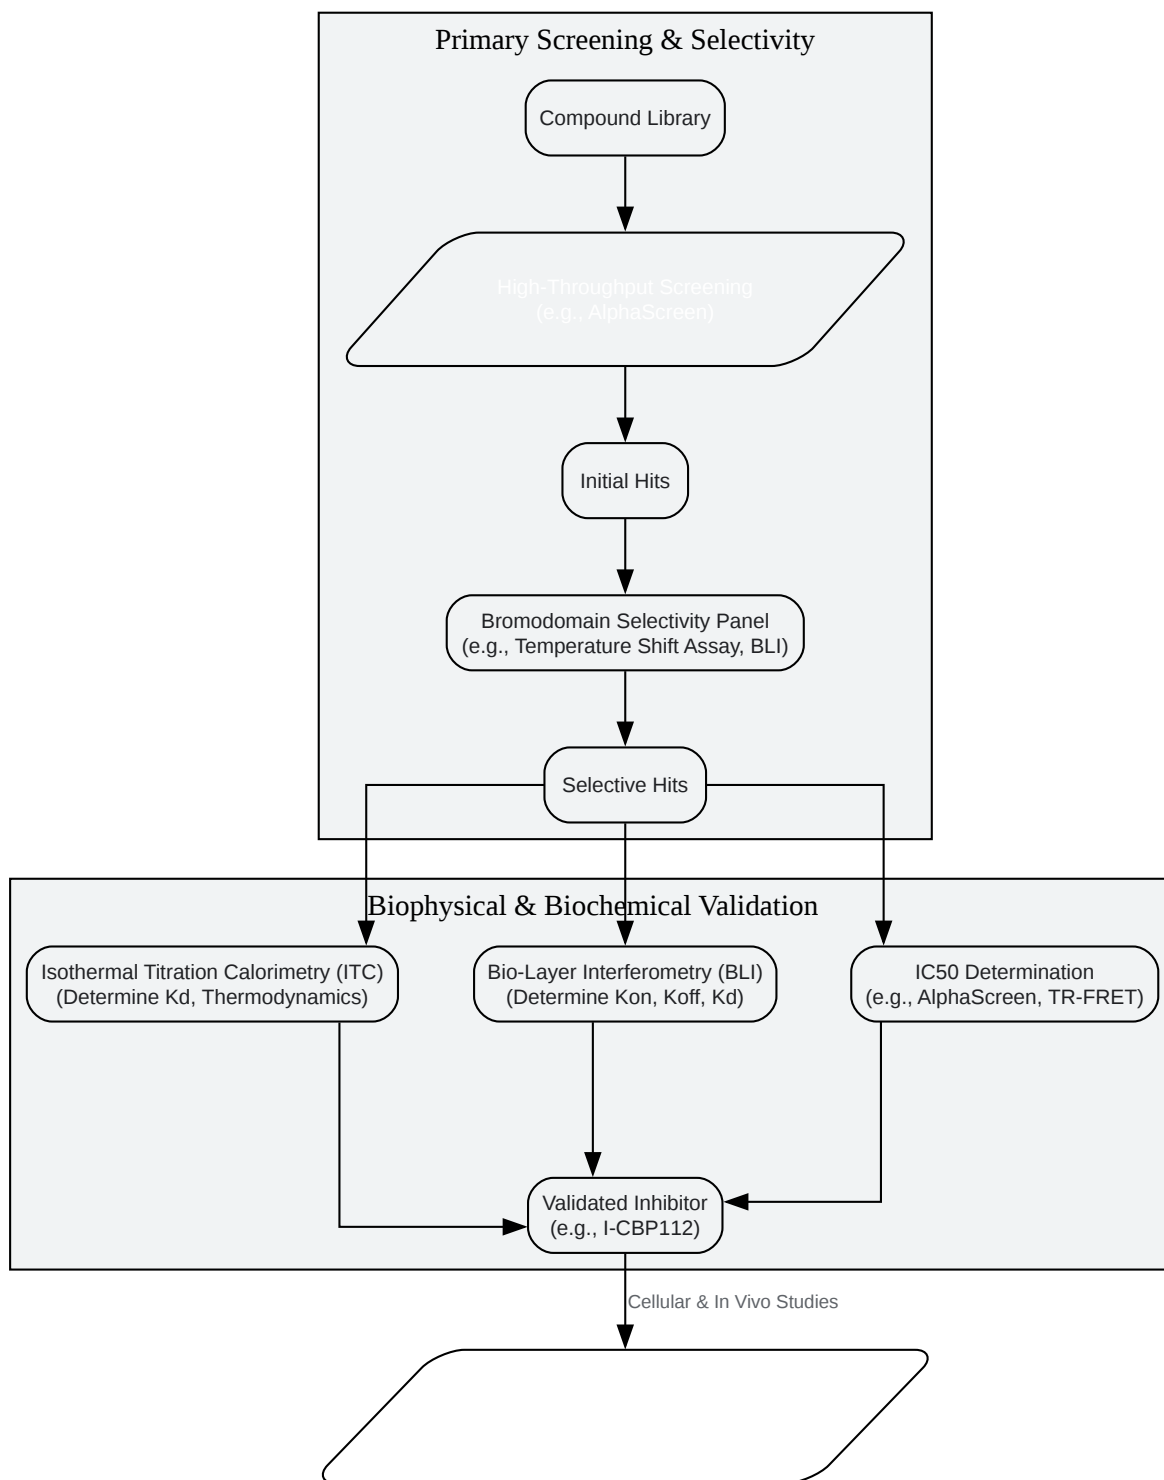 Primary Screening & Selectivity
Compound Library
High-Throughput Screening
(e.g., AlphaScreen)
Initial Hits
Bromodomain Selectivity Panel
(e.g., Temperature Shift Assay, BLI)
Selective Hits
Biophysical & Biochemical Validation
Isothermal Titration Calorimetry (ITC)
(Determine Kd, Thermodynamics)
Bio-Layer Interferometry (BLI)
(Determine Kon, Koff, Kd)
IC50 Determination
(e.g., AlphaScreen, TR-FRET)
Validated Inhibitor
(e.g., I-CBP112)
Cellular & In Vivo Studies